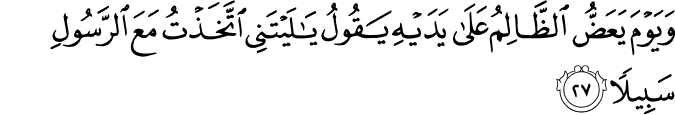 وَيَوۡمَ يَعَضُّ ٱلظَّالِمُ عَلَىٰ يَدَيۡهِ يَقُولُ يَٰلَيۡتَنِي ٱتَّخَذۡتُ مَعَ ٱلرَّسُولِ
سَبِيلٗا ٢٧